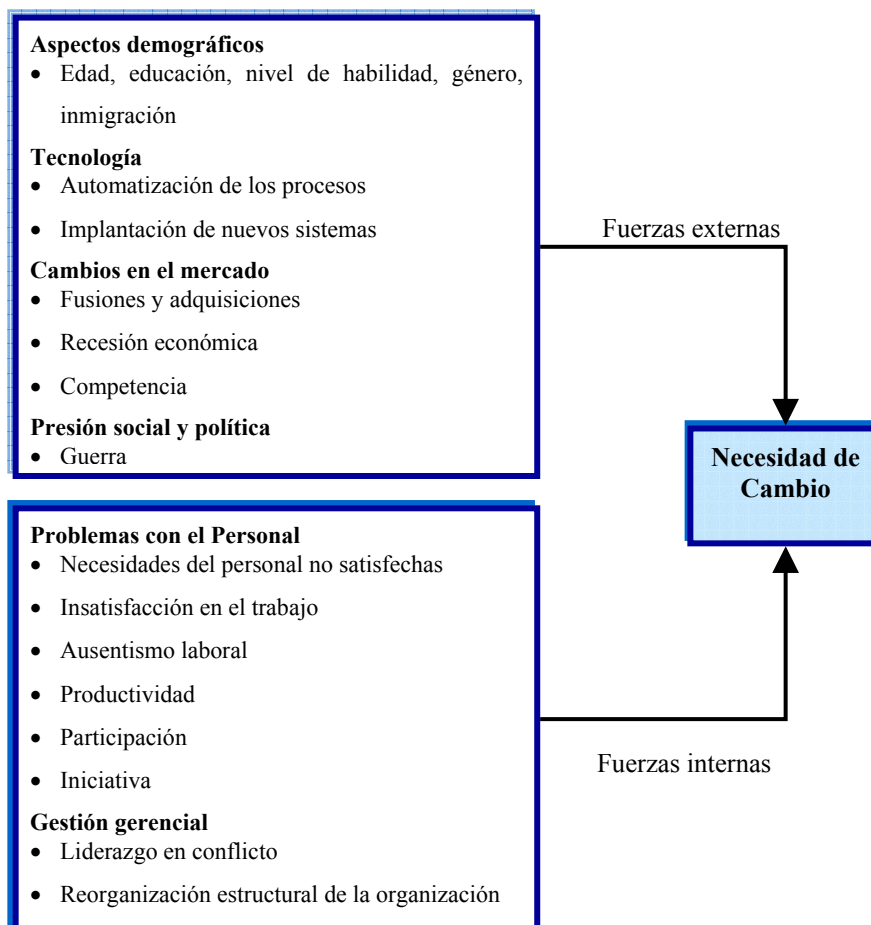 Aspectos demográficos
• Edad, educación, nivel de habilidad, género,
inmigración
Tecnología
• Automatización de los procesos
• Implantación de nuevos sistemas
Cambios en el mercado
• Fusiones y adquisiciones
• Recesión económica
• Competencia
Presión social y política
• Guerra
Fuerzas externas
Necesidad de
Cambio
Problemas con el Personal
• Necesidades del personal no satisfechas
• Insatisfacción en el trabajo
• Ausentismo laboral
• Productividad
• Participación
• Iniciativa
Gestión gerencial
• Liderazgo en conflicto
• Reorganización estructural de la organización
Fuerzas internas